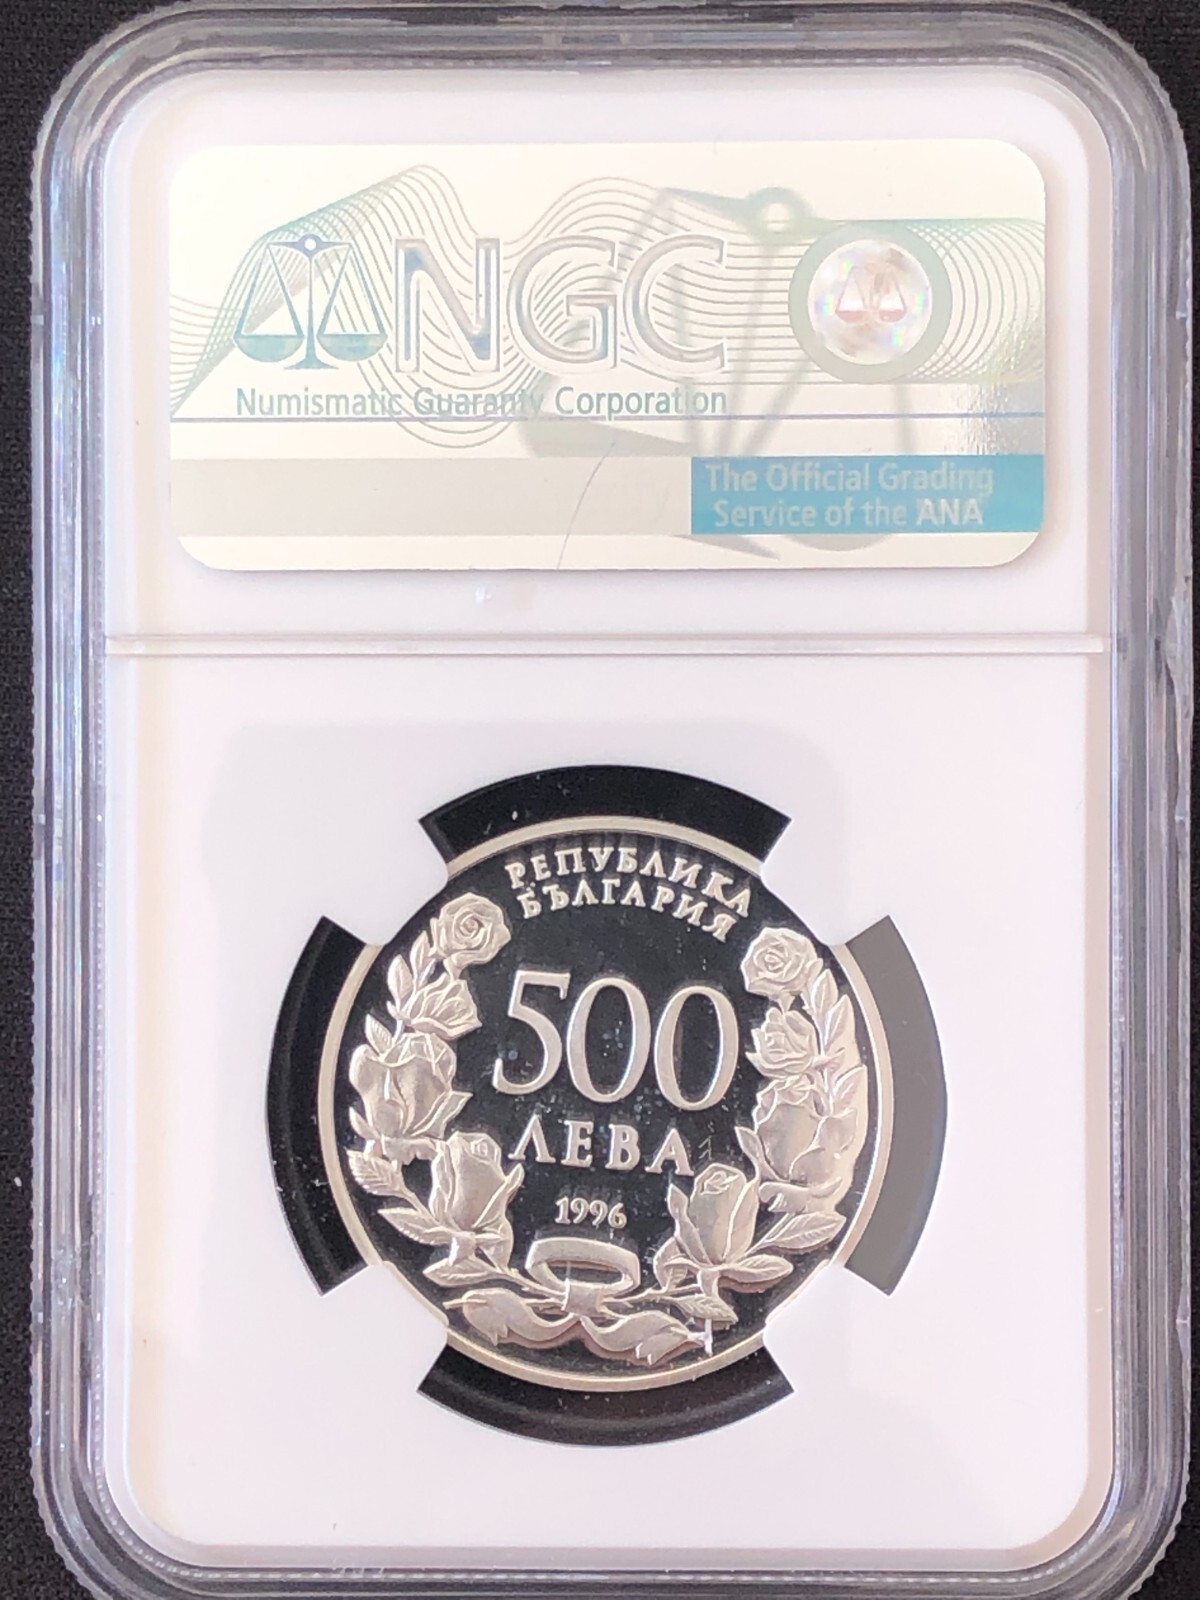 NGC
Numismatic Guaranty Corporation
The Official Grading
Service of the ANA
РЕПУБЛИКА
БЪЛГАРИЯ
500
ЛЕВА
1996